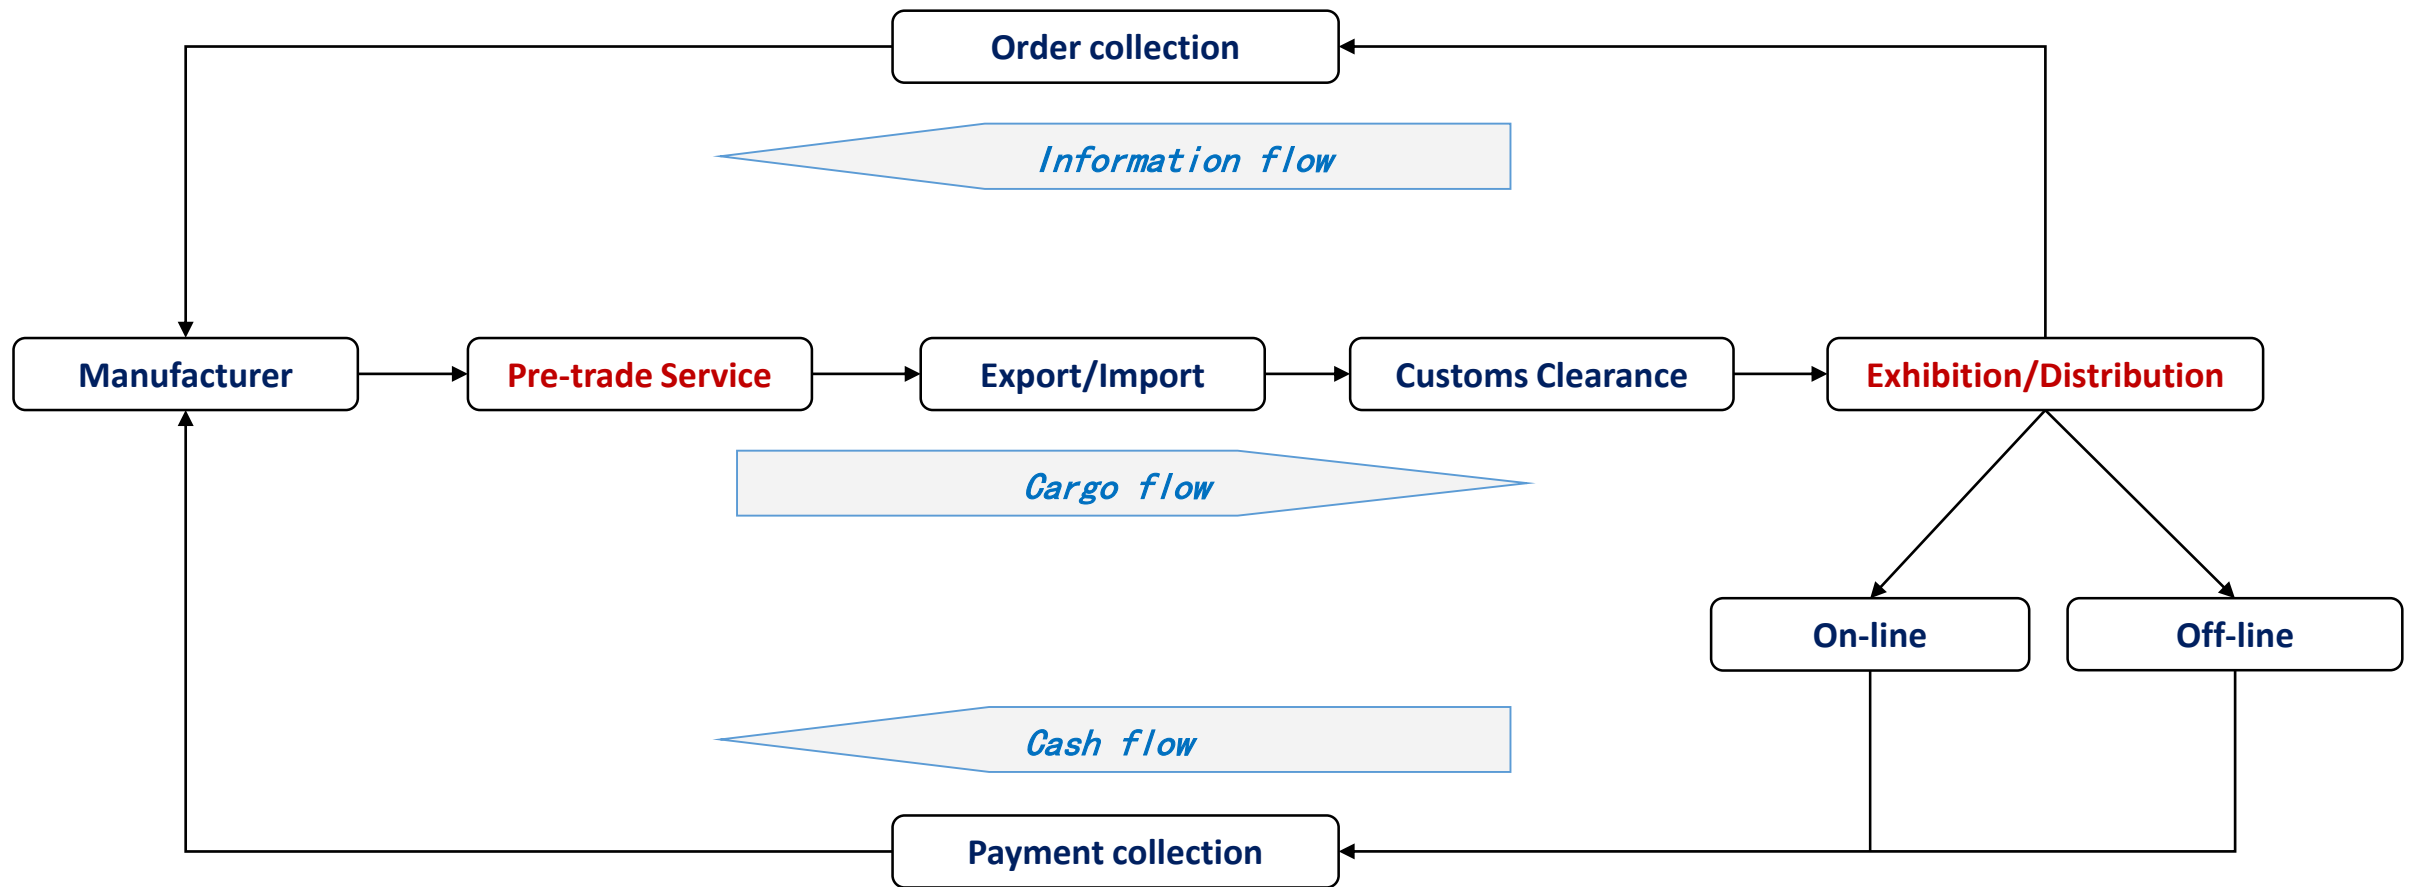 Order collection
Information flow
Manufacturer
Pre-trade Service
Export/Import
Customs Clearance
Exhibition/Distribution
Cargo flow
On-line
Off-line
Cash flow
Payment collection